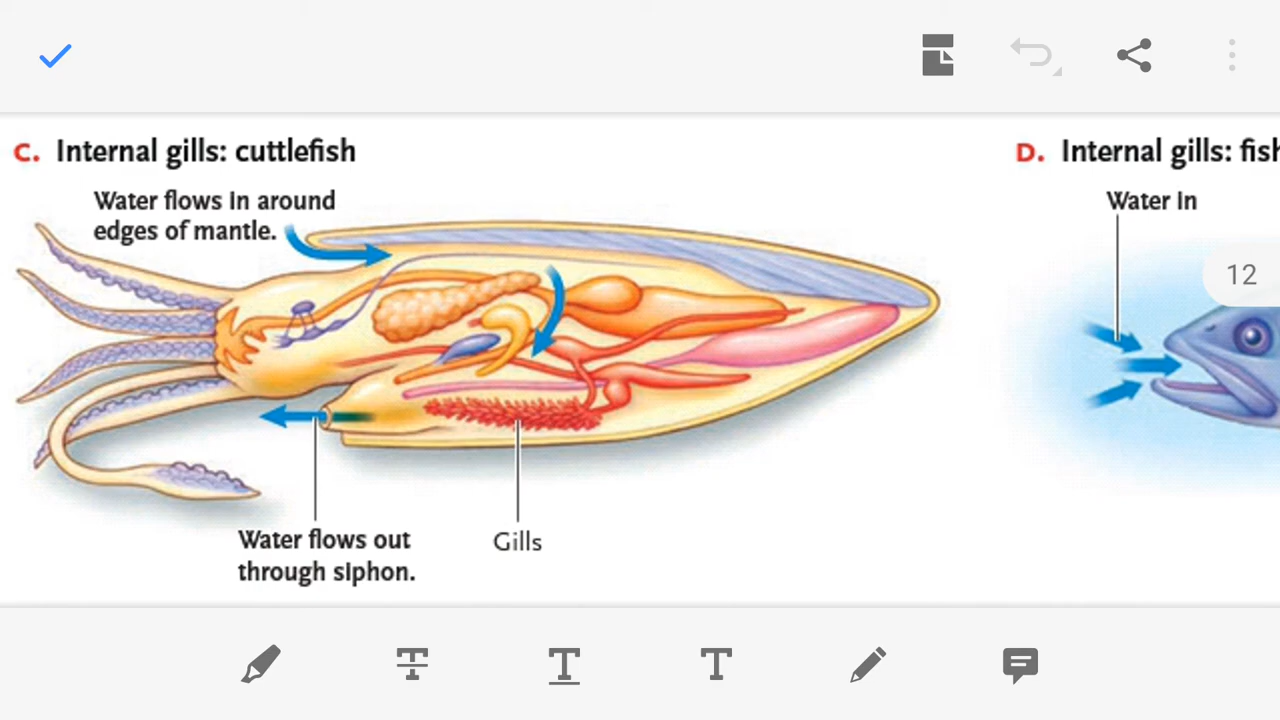 C. Internal gills: cuttlefish
Water flows in around
edges of mantle.
Water flows out
through siphon.
Gills
D. Internal gills: fish
Water in
12